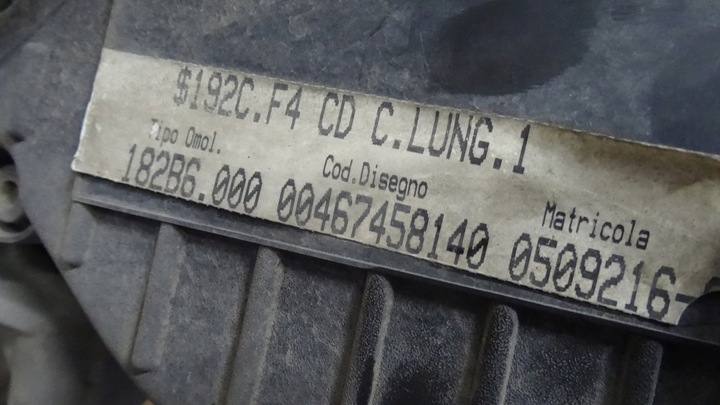 $192C.F4 CD C.LUNG.1
Tipo Omol. Cod.Disegno Matricola
182B6.000 00467458140 0509216-